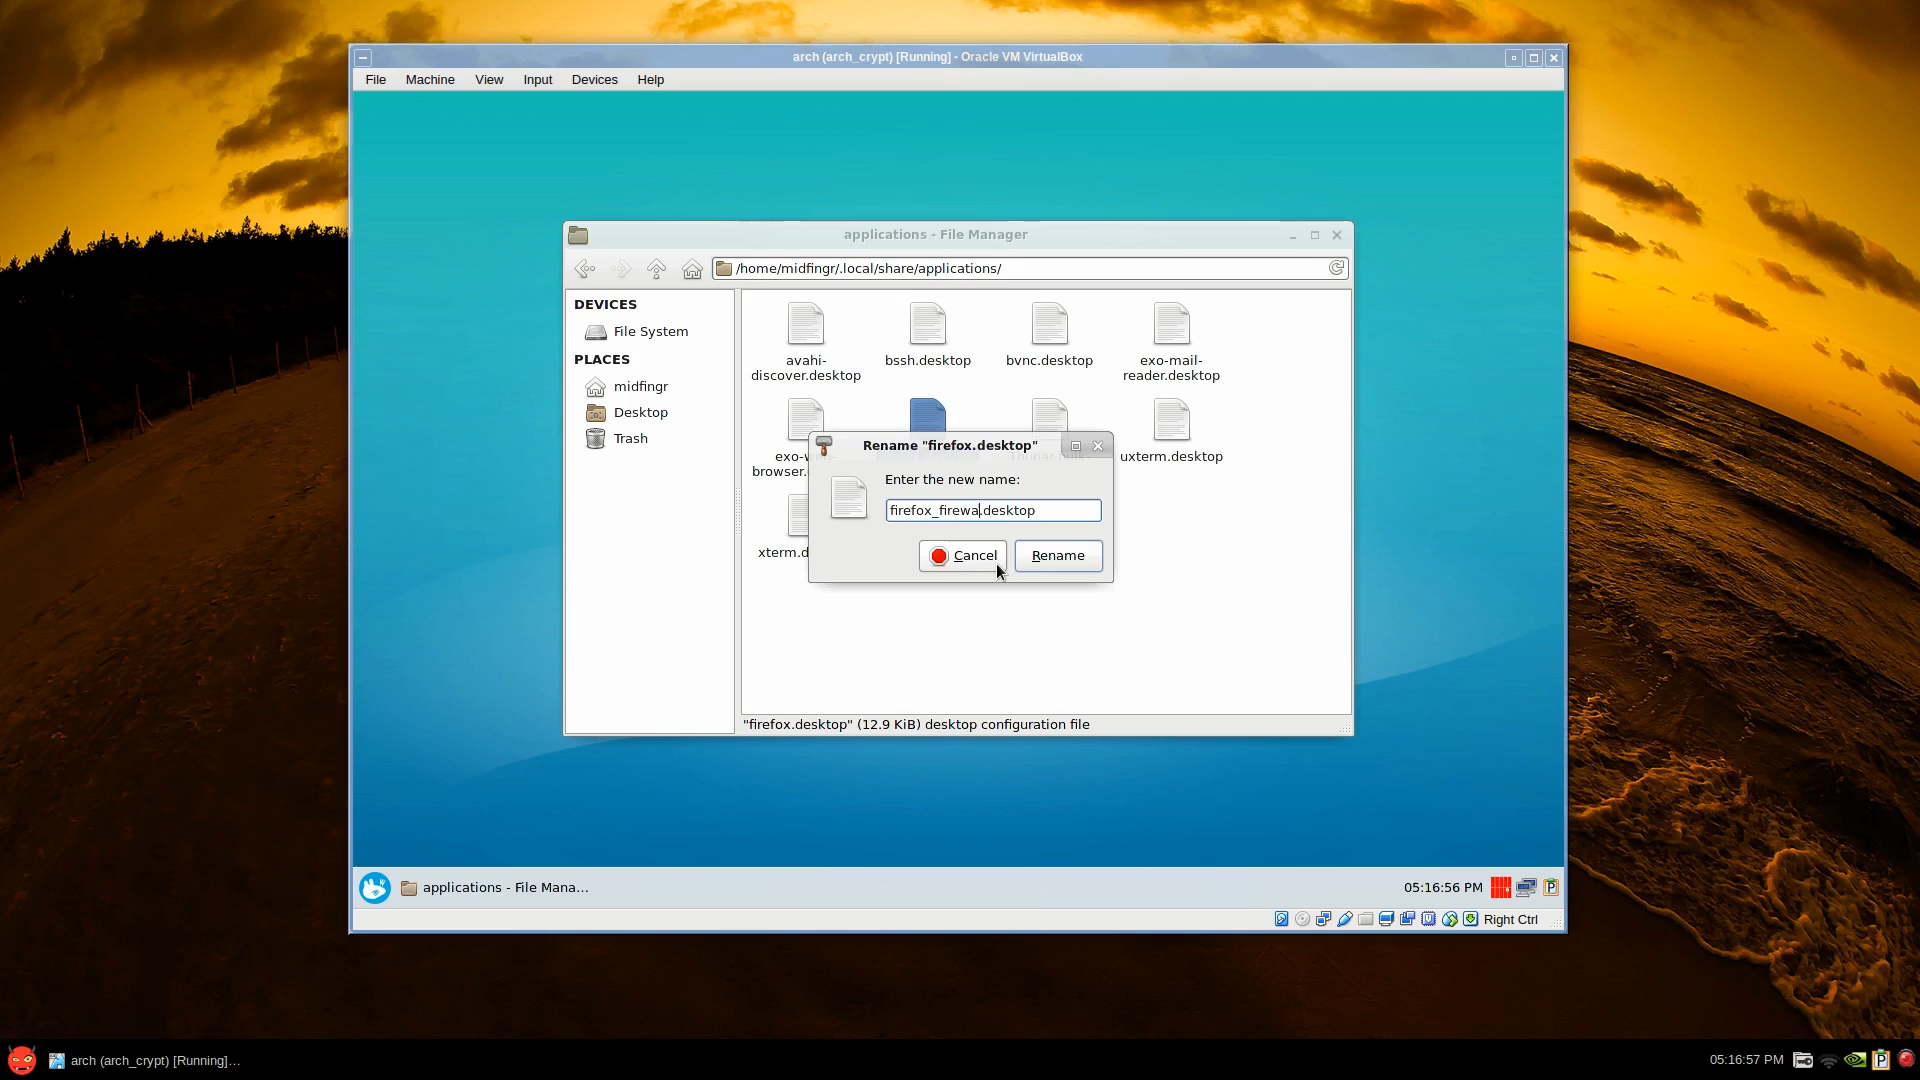 arch (arch_crypt) [Running] - Oracle VM VirtualBox
File Machine View Input Devices Help
applications - File Manager
/home/midfingr/.local/share/applications/
DEVICES
File System
PLACES
midfingr
Desktop
Trash
avahi-
discover.desktop
bssh.desktop
bvnc.desktop
exo-mail-
reader.desktop
uxterm.desktop
Rename "firefox.desktop"
Enter the new name:
firefox_firewa.desktop
Cancel
Rename
"firefox.desktop" (12.9 KiB) desktop configuration file
applications - File Mana...
05:16:56 PM
Right Ctrl
arch (arch_crypt) [Running]...
05:16:57 PM